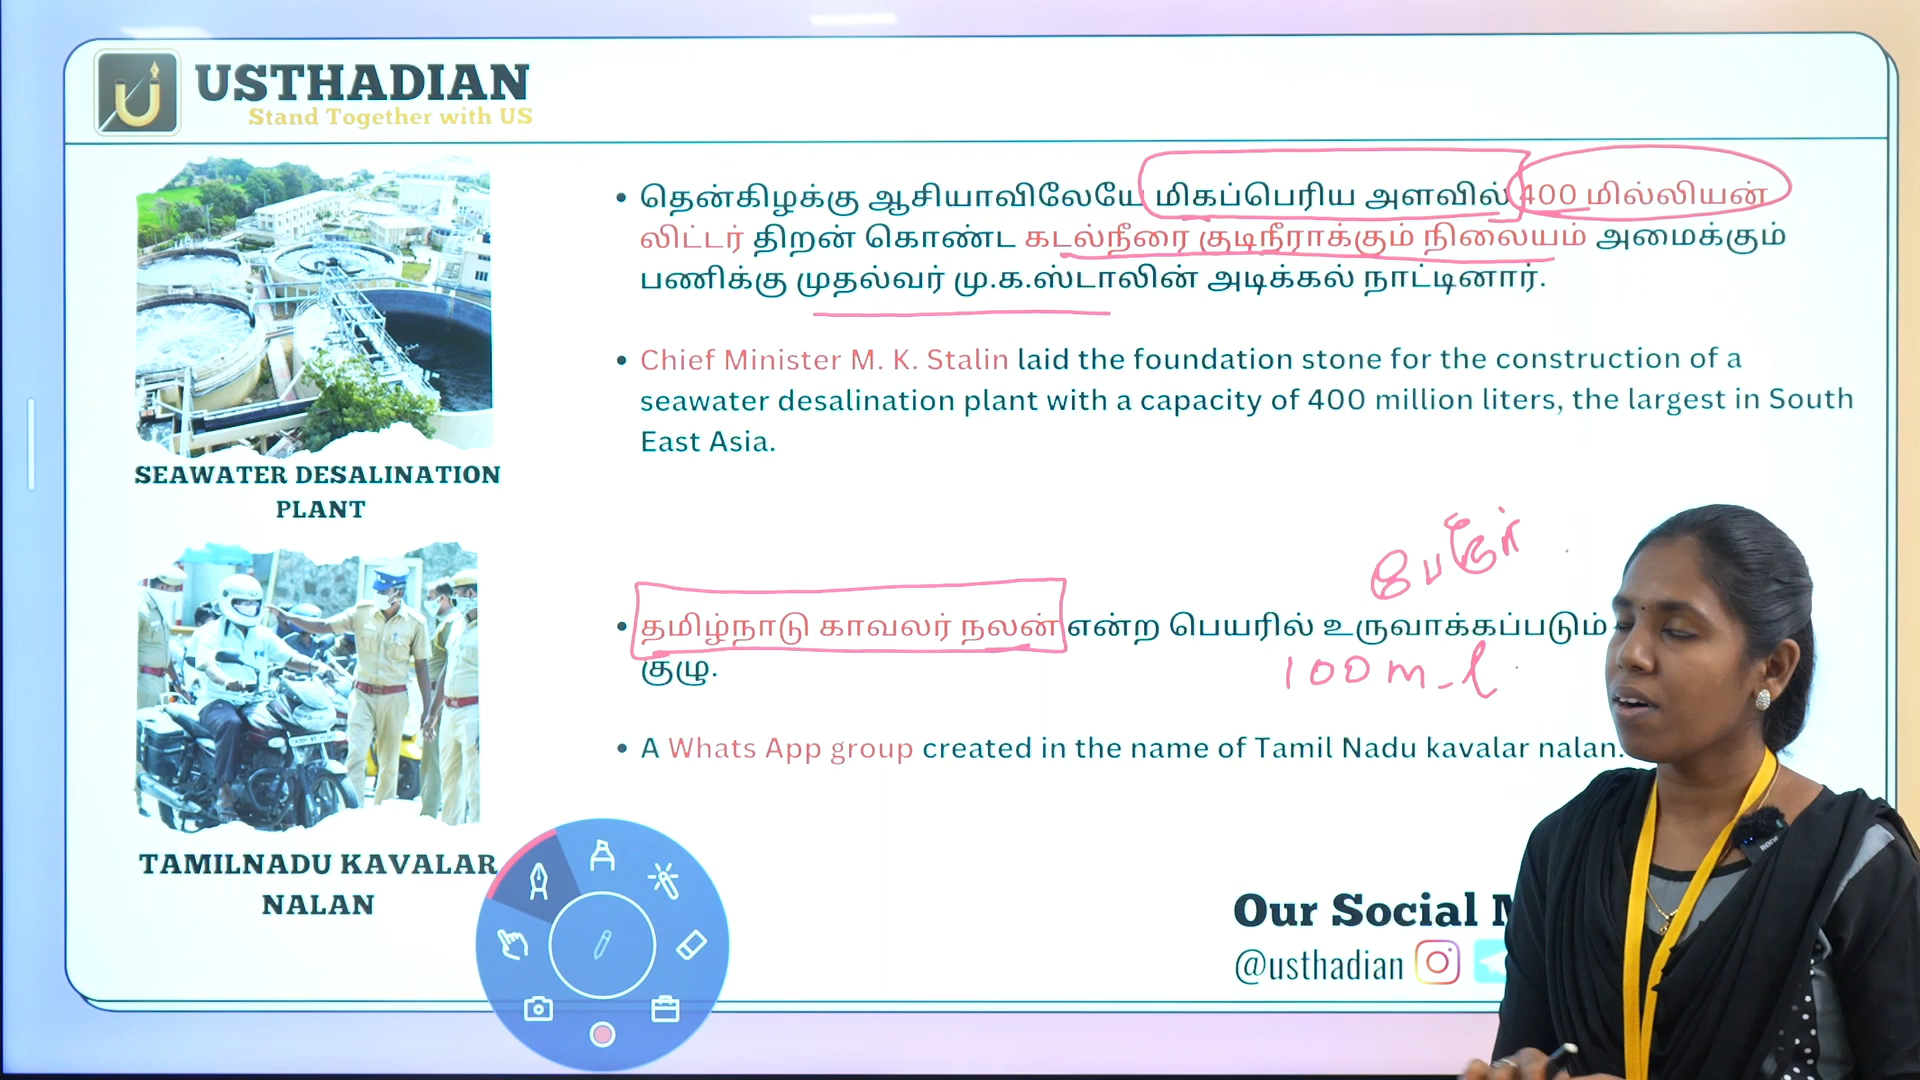 USTHADIAN
Stand Together with US
தென்கிழக்கு ஆசியாவிலேயே மிகப்பெரிய அளவில் 400 மில்லியன்
லிட்டர் திறன் கொண்ட கடல்நீரை குடிநீராக்கும் நிலையம் அமைக்கும்
பணிக்கு முதல்வர் மு.க.ஸ்டாலின் அடிக்கல் நாட்டினார்.
Chief Minister M. K. Stalin laid the foundation stone for the construction of a
seawater desalination plant with a capacity of 400 million liters, the largest in South
East Asia.
SEAWATER DESALINATION
PLANT
தமிழ்நாடு காவலர் நலன் என்ற பெயரில் உருவாக்கப்படும்
குழு.
100 m-l
A Whats App group created in the name of Tamil Nadu kavalar nalan.
TAMILNADU KAVALAR
NALAN
Our Social
@usthadian